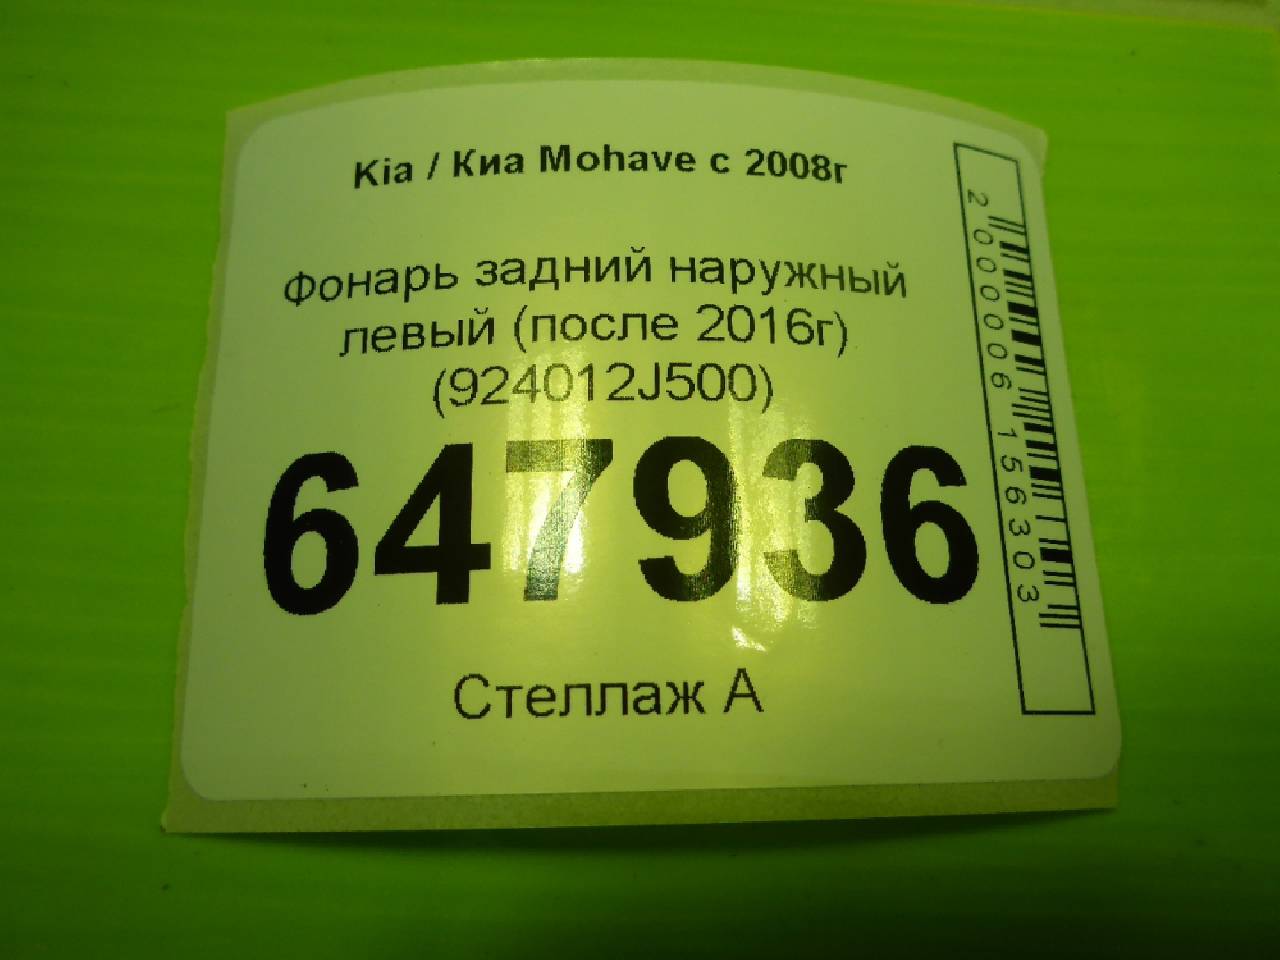 Kia / Киа Mohave с 2008г
Фонарь задний наружный
левый (после 2016г)
(924012J500)
647936
Стеллаж А
2000006156303